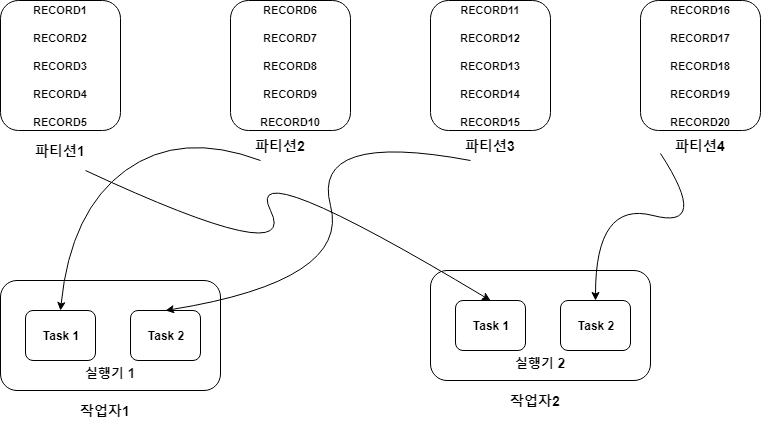 RECORD1
RECORD2
RECORD3
RECORD4
RECORD5
파티션1
RECORD6
RECORD7
RECORD8
RECORD9
RECORD10
파티션2
RECORD11
RECORD12
RECORD13
RECORD14
RECORD15
파티션3
RECORD16
RECORD17
RECORD18
RECORD19
RECORD20
파티션4
Task 1
Task 2
실행기 1
작업자1
Task 1
Task 2
실행기 2
작업자2